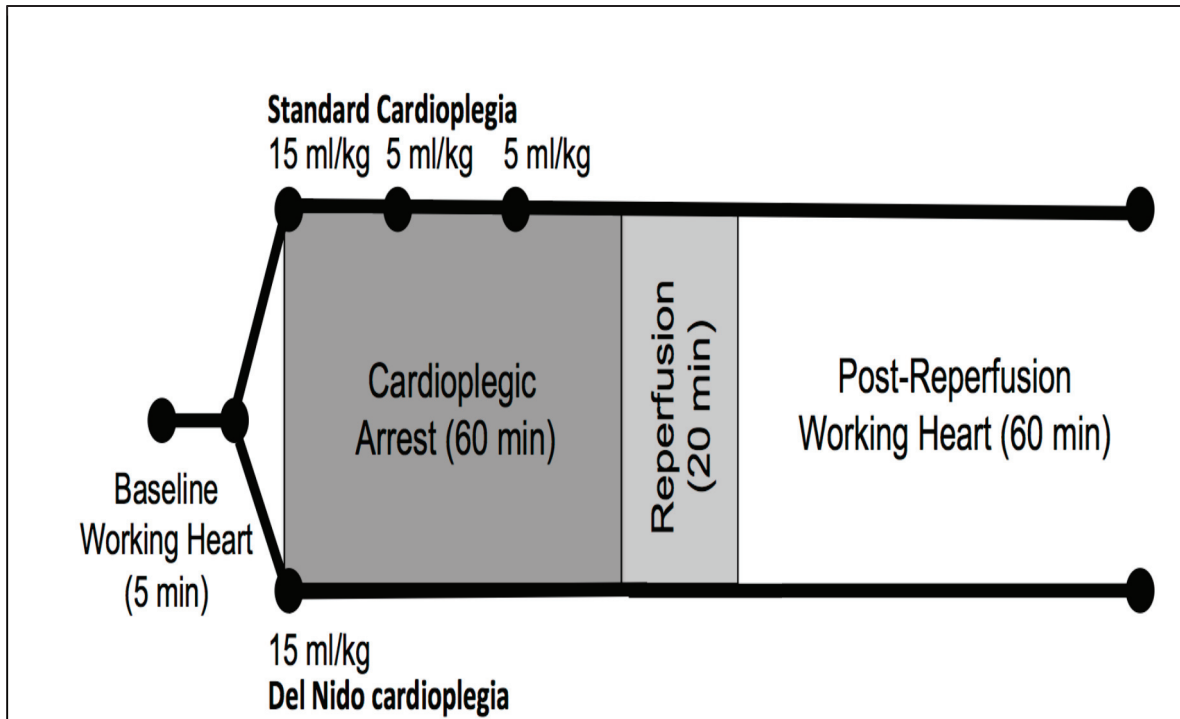 Standard Cardioplegia
15 ml/kg 5 ml/kg 5 ml/kg
Cardioplegic
Arrest (60 min)
Reperfusion
(20 min)
Post-Reperfusion
Working Heart (60 min)
Baseline
Working Heart
(5 min)
15 ml/kg
Del Nido cardioplegia